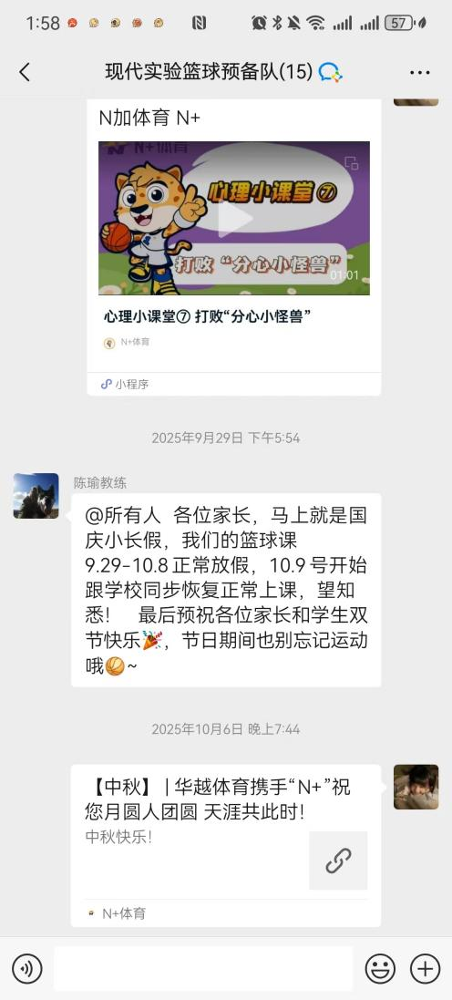 1:58
57
现代实验篮球预备队(15)
N加体育 N+
N+体育
心理小课堂⑦
打败“分心小怪兽”
01:01
心理小课堂⑦ 打败“分心小怪兽”
N+体育
小程序
2025年9月29日 下午5:54
陈瑜教练
@所有人 各位家长，马上就是国
庆小长假，我们的篮球课
9.29-10.8正常放假，10.9号开始
跟学校同步恢复正常上课，望知
悉！ 最后预祝各位家长和学生双
节快乐🎉，节日期间也别忘记运动
哦🏀~
2025年10月6日 晚上7:44
【中秋】 | 华越体育携手“N+”祝
您月圆人团圆 天涯共此时！
中秋快乐！
N+体育